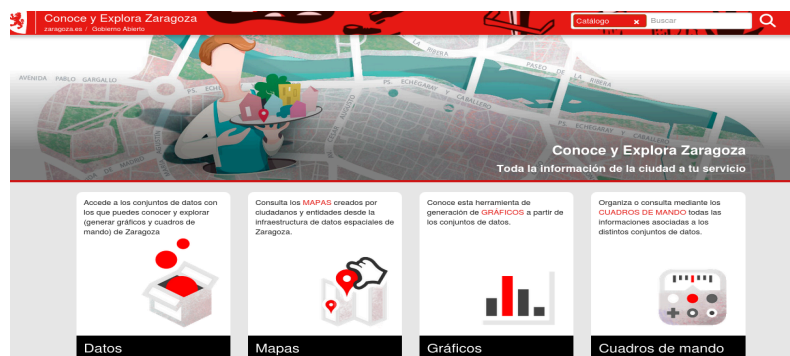 Conoce y Explora Zaragoza
zaragoza.es / Gobierno Abierto
Catálogo x Buscar
LA RIBERA
PASEO DE LA RIBERA
AVENIDA PABLO GARGALLO
PS. ECHEGARAY Y CABALLERO
PS. ECHEGARAY Y CABALLERO
Conoce y Explora Zaragoza
Toda la información de la ciudad a tu servicio
Accede a los conjuntos de datos con
los que puedes conocer y explorar
(generar gráficos y cuadros de
mando) de Zaragoza
Datos
Consulta los MAPAS creados por
ciudadanos y entidades desde la
infraestructura de datos espaciales de
Zaragoza.
Mapas
Conoce esta herramienta de
generación de GRÁFICOS a partir de
los conjuntos de datos.
Gráficos
Organiza o consulta mediante los
CUADROS DE MANDO todas las
informaciones asociadas a los
distintos conjuntos de datos.
Cuadros de mando